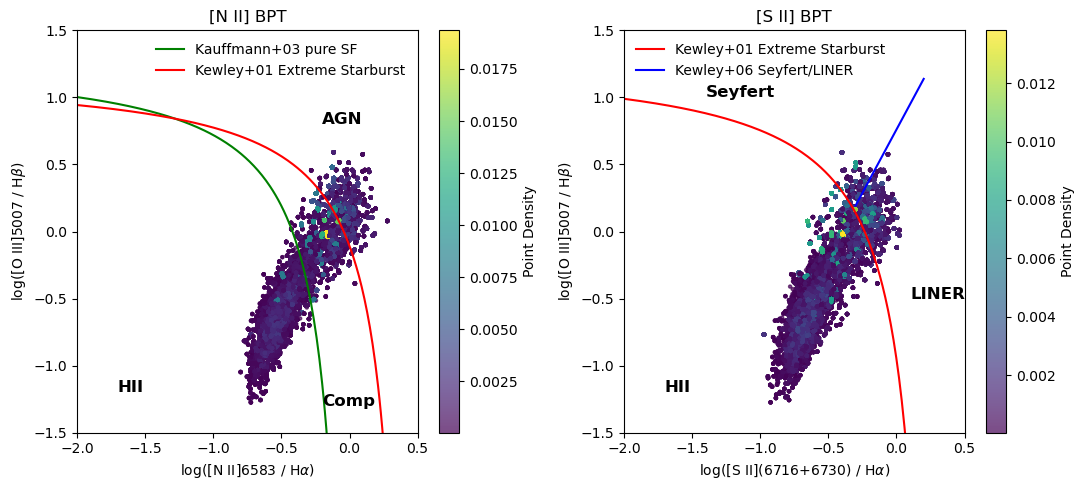 [N II] BPT
Kauffmann+03 pure SF
Kewley+01 Extreme Starburst
AGN
HII
Comp
1.5
1.0
0.5
0.0
−0.5
−1.0
−1.5
−2.0 −1.5 −1.0 −0.5 0.0 0.5
log([O III]5007 / Hβ)
log([N II]6583 / Hα)
0.0175
0.0150
0.0125
0.0100
0.0075
0.0050
0.0025
Point Density
[S II] BPT
Kewley+01 Extreme Starburst
Kewley+06 Seyfert/LINER
Seyfert
LINER
HII
1.5
1.0
0.5
0.0
−0.5
−1.0
−1.5
−2.0 −1.5 −1.0 −0.5 0.0 0.5
log([O III]5007 / Hβ)
log([S II](6716+6730) / Hα)
0.012
0.010
0.008
0.006
0.004
0.002
Point Density